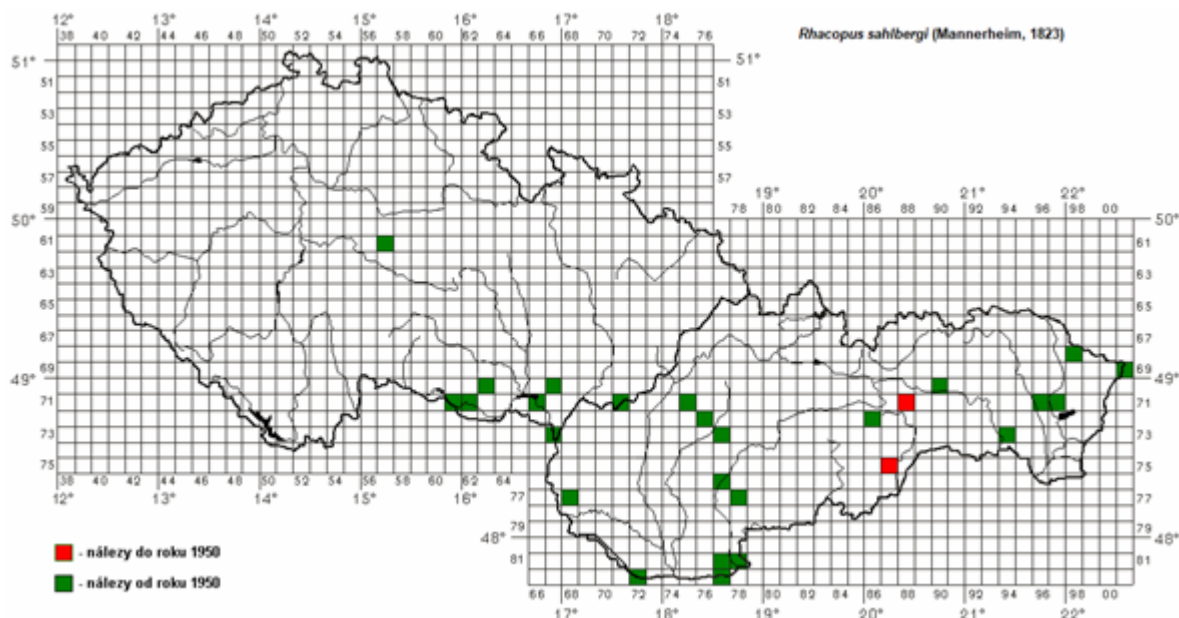 12° 13° 14° 15° 16° 17° 18°
38 40 42 44 46 48 50 52 54 56 58 60 62 64 66 68 70 72 74 76
Rhacopus sahlbergi (Mannerheim, 1823)
51° 51°
51 51
53 53
55 55
57 57
19° 20° 21° 22°
59 78 80 82 84 86 88 90 92 94 96 98 00
50° 50°
61 61
63 63
65 65
67 67
69 69
49° 49°
71 71
73 73
75 75
38 40 42 44 46 48 50 52 54 56 58 60 62 64
12° 13° 14° 15° 16°
77 77
79 79
48° 48°
- nálezy do roku 1950
81 81
- nálezy od roku 1950
66 68 70 72 74 76 78 80 82 84 86 88 90 92 94 96 98 00
17° 18° 19° 20° 21° 22°